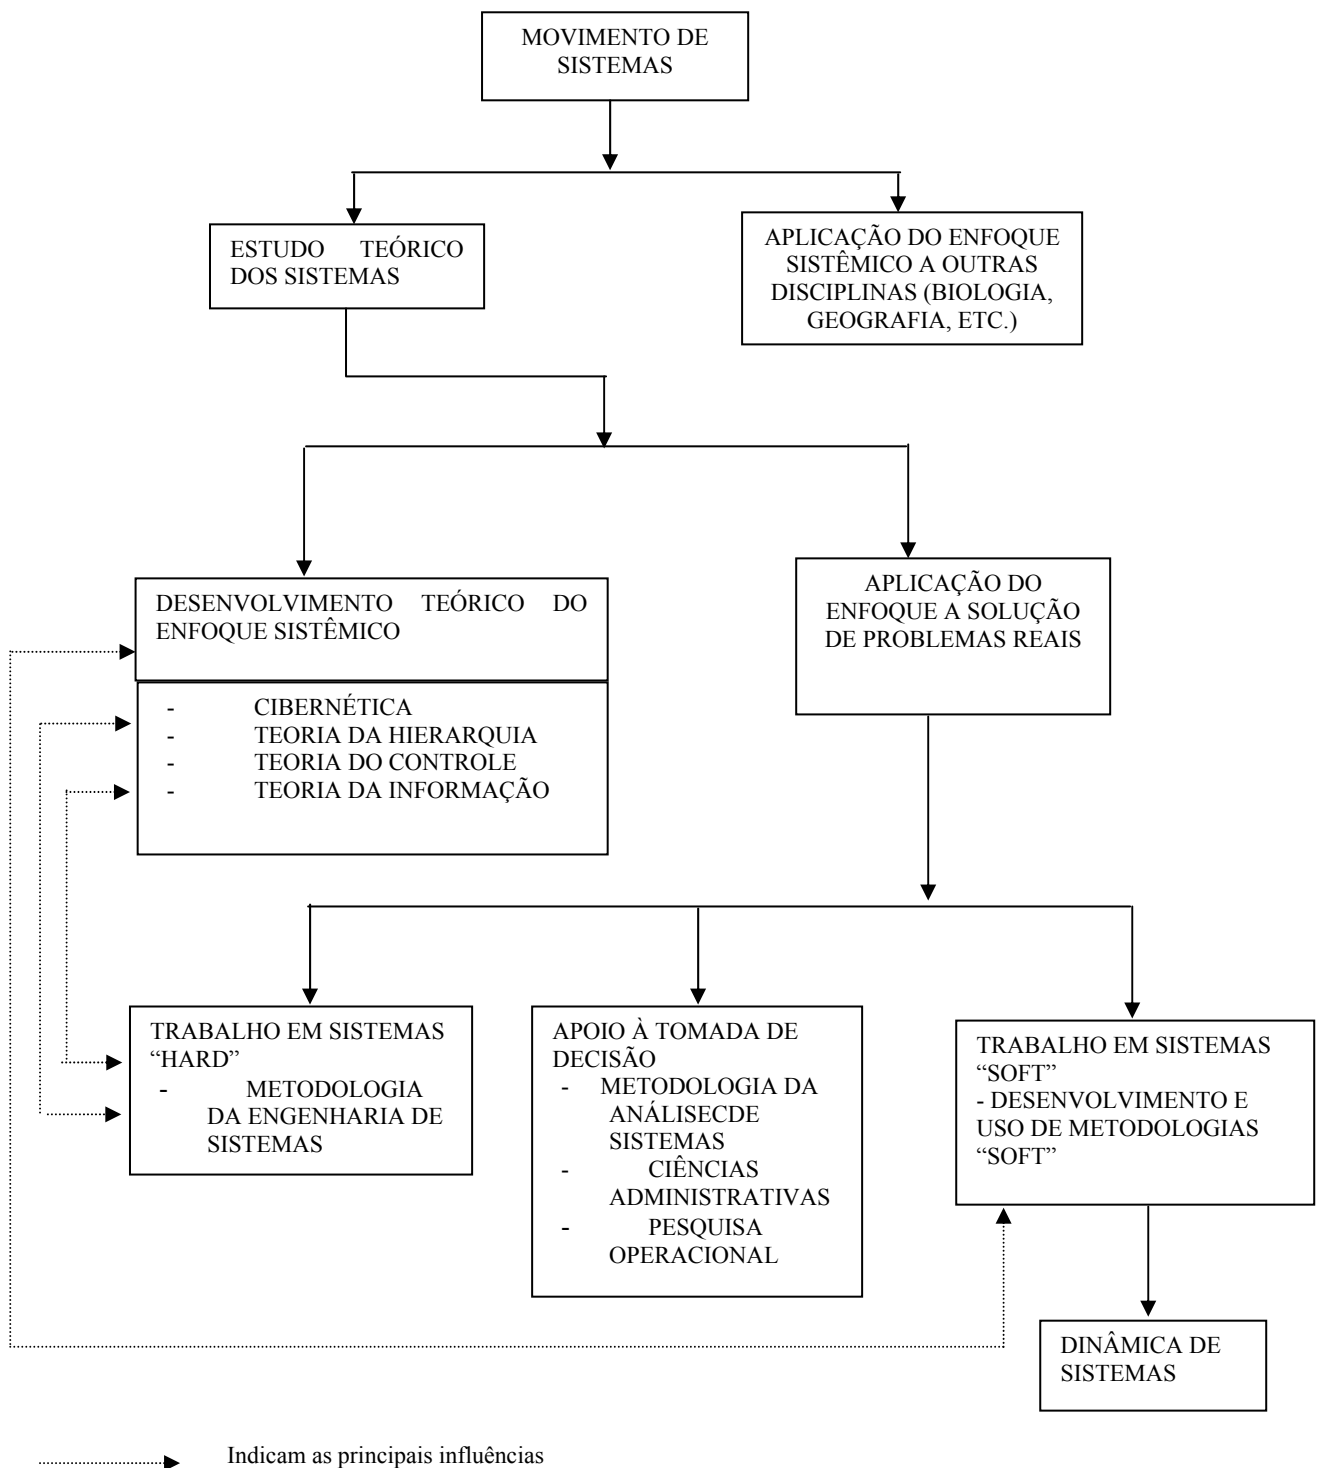 MOVIMENTO DE
SISTEMAS
ESTUDO TEÓRICO
DOS SISTEMAS
APLICAÇÃO DO ENFOQUE
SISTÊMICO A OUTRAS
DISCIPLINAS (BIOLOGIA,
GEOGRAFIA, ETC.)
DESENVOLVIMENTO TEÓRICO DO
ENFOQUE SISTÊMICO
- CIBERNÉTICA
- TEORIA DA HIERARQUIA
- TEORIA DO CONTROLE
- TEORIA DA INFORMAÇÃO
APLICAÇÃO DO
ENFOQUE A SOLUÇÃO
DE PROBLEMAS REAIS
TRABALHO EM SISTEMAS
“HARD”
- METODOLOGIA
DA ENGENHARIA DE
SISTEMAS
APOIO À TOMADA DE
DECISÃO
- METODOLOGIA DA
ANÁLISECDE
SISTEMAS
- CIÊNCIAS
ADMINISTRATIVAS
- PESQUISA
OPERACIONAL
TRABALHO EM SISTEMAS
“SOFT”
- DESENVOLVIMENTO E
USO DE METODOLOGIAS
“SOFT”
DINÂMICA DE
SISTEMAS
Indicam as principais influências